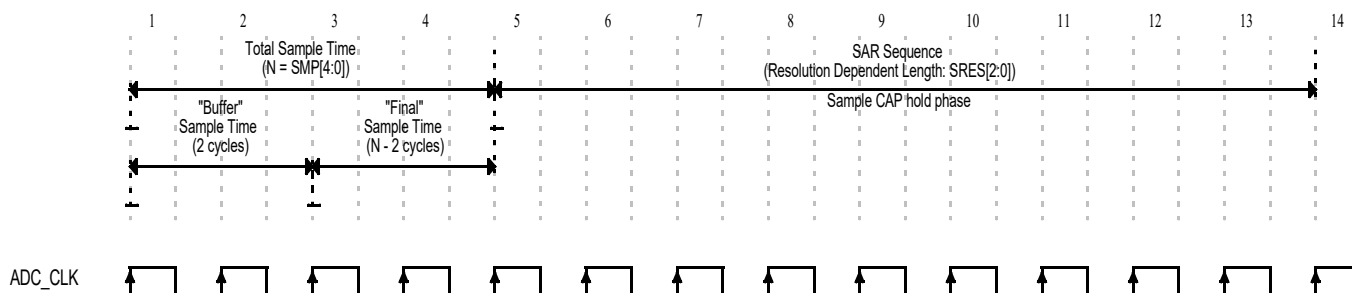 1 2 3 4 5 6 7 8 9 10 11 12 13 14
Total Sample Time
(N = SMP[4:0])
SAR Sequence
(Resolution Dependent Length: SRES[2:0])
Sample CAP hold phase
"Buffer"
Sample Time
(2 cycles)
"Final"
Sample Time
(N - 2 cycles)
ADC_CLK